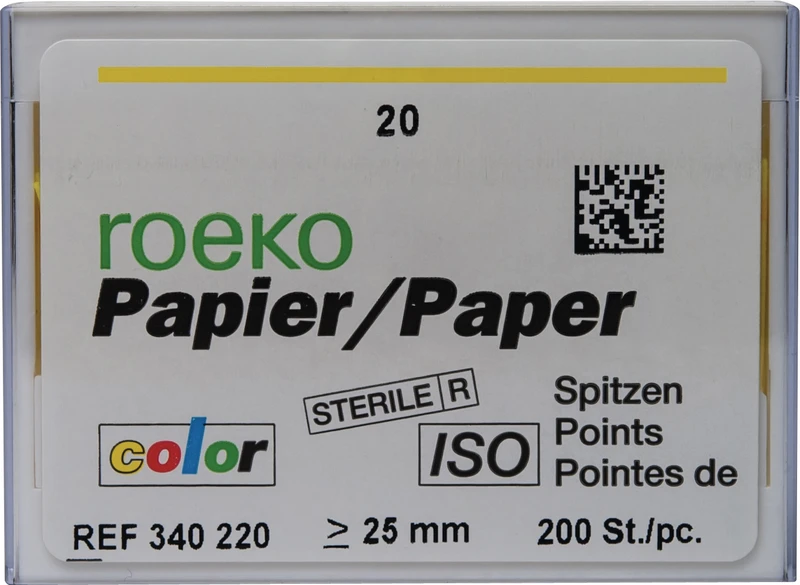 20
roeko
Papier/Paper
STERILE R
Spitzen
Points
Pointes de
color
ISO
REF 340 220 ≥ 25 mm 200 St./pc.